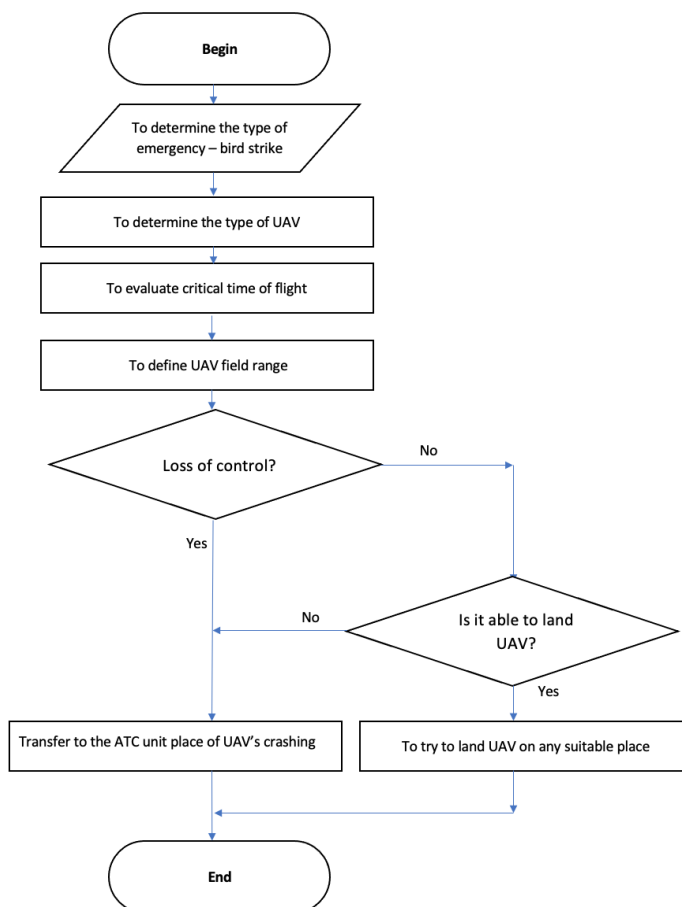 Begin
To determine the type of
emergency – bird strike
To determine the type of UAV
To evaluate critical time of flight
To define UAV field range
Loss of control?
No
Yes
No
Is it able to land
UAV?
Yes
Transfer to the ATC unit place of UAV’s crashing
To try to land UAV on any suitable place
End